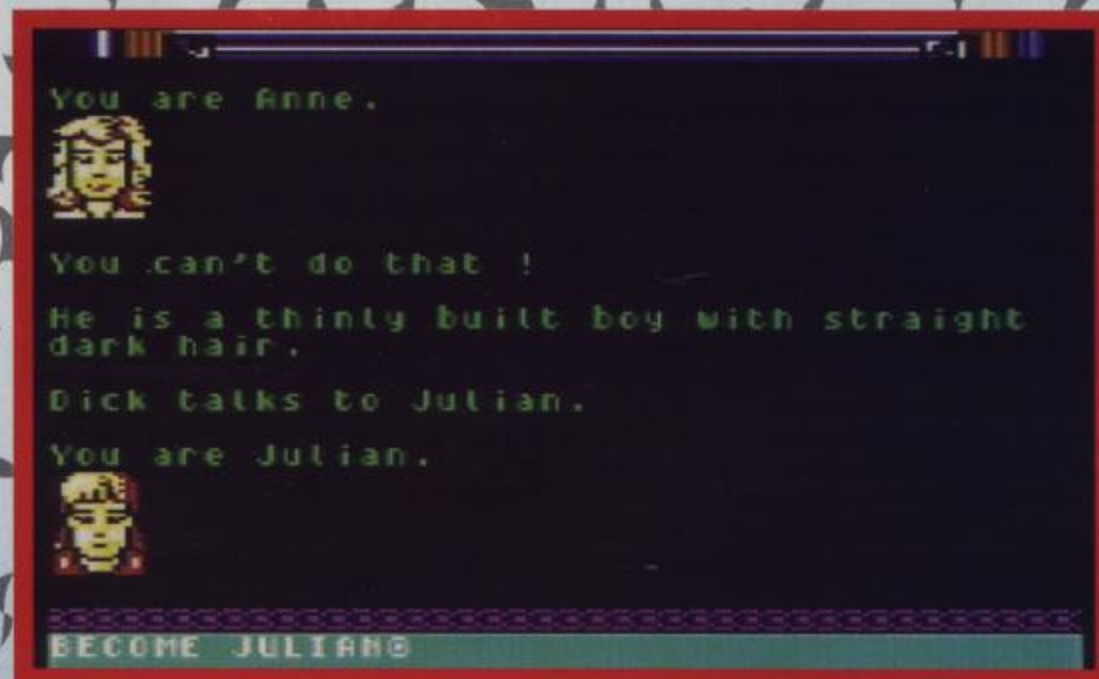 You are Anne.
You can't do that !
He is a thinly built boy with straight
dark hair.
Dick talks to Julian.
You are Julian.
BECOME JULIAN